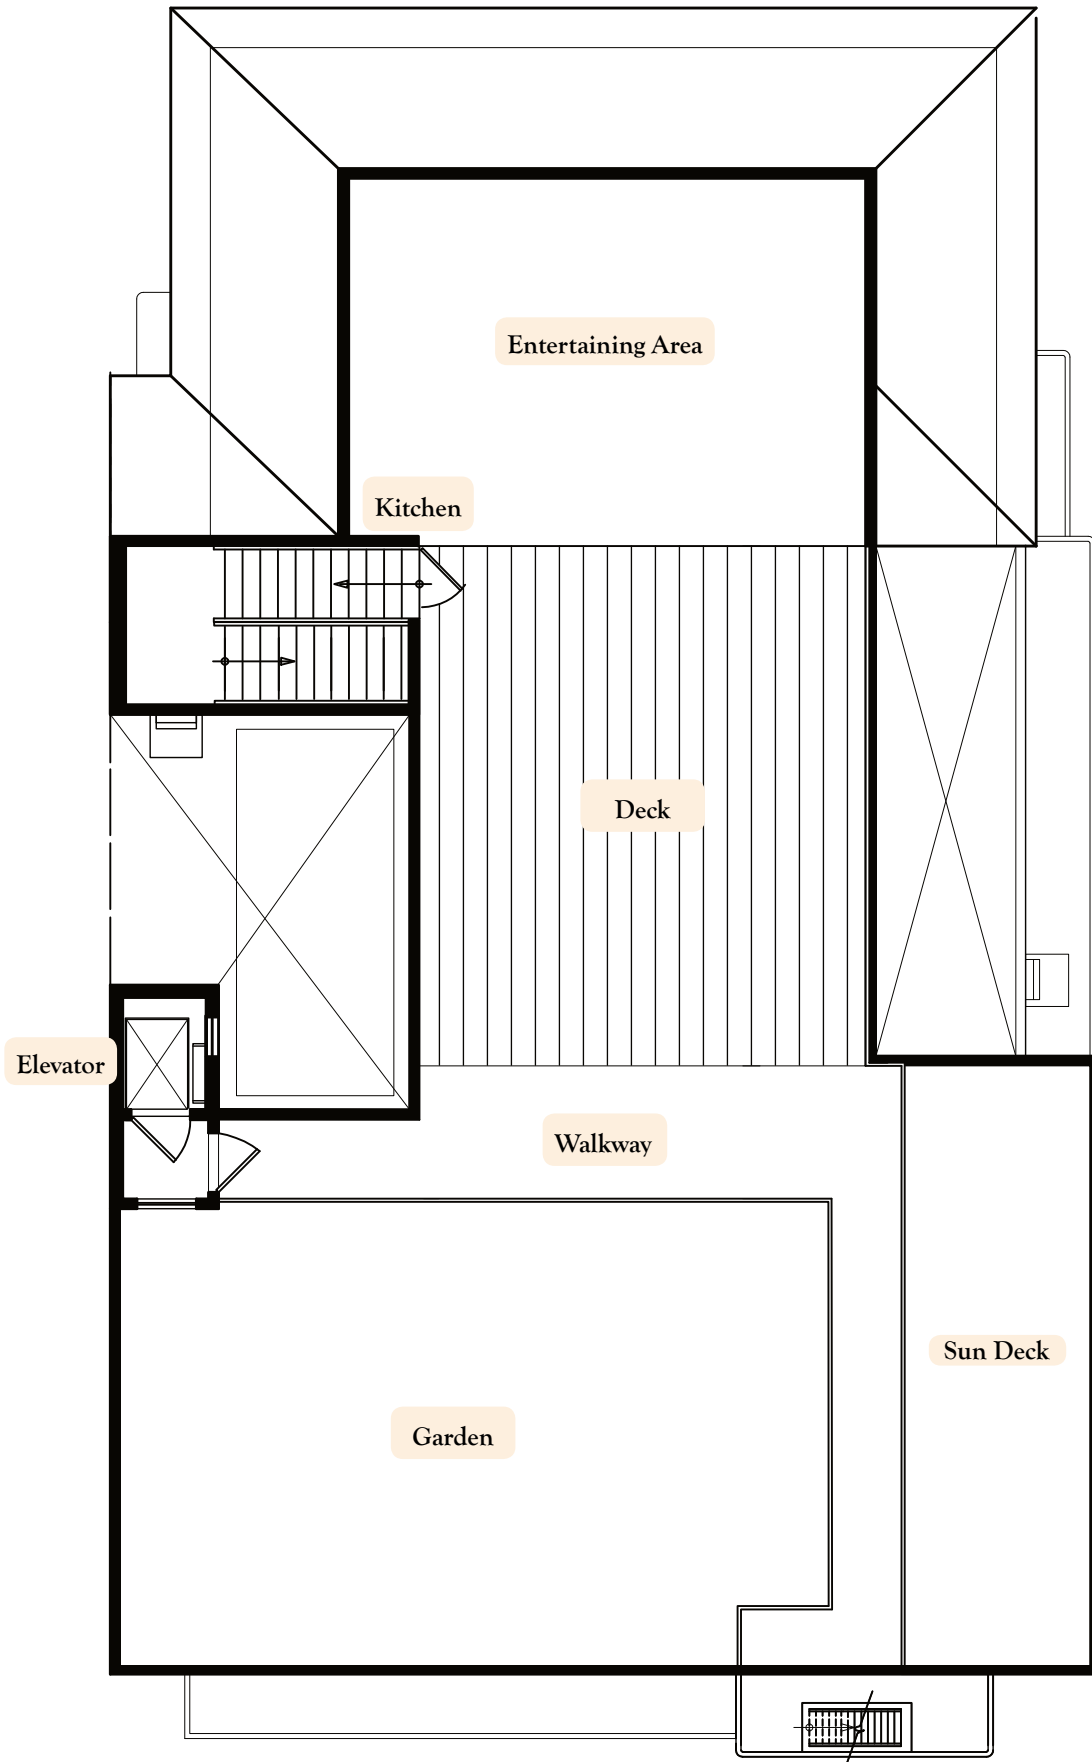 Entertaining Area
Kitchen
Deck
Elevator
Walkway
Sun Deck
Garden